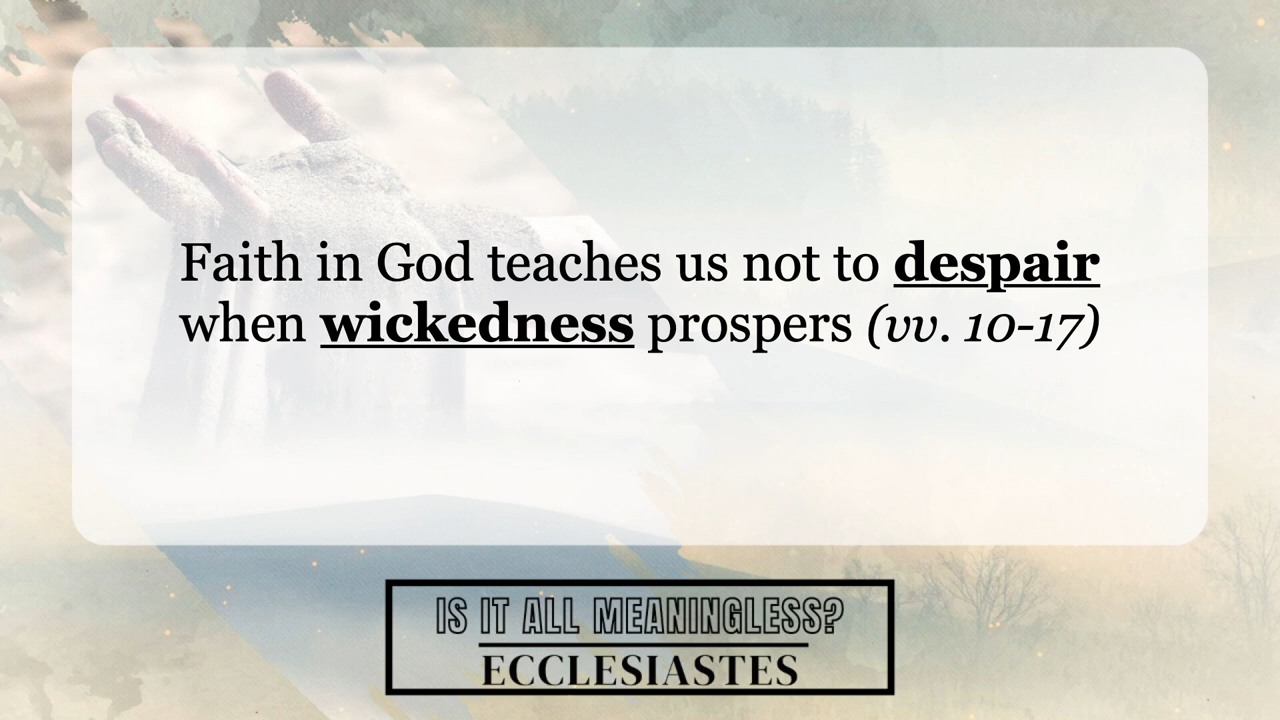 Faith in God teaches us not to despair
when wickedness prospers (vv. 10-17)
IS IT ALL MEANINGLESS?
ECCLESIASTES